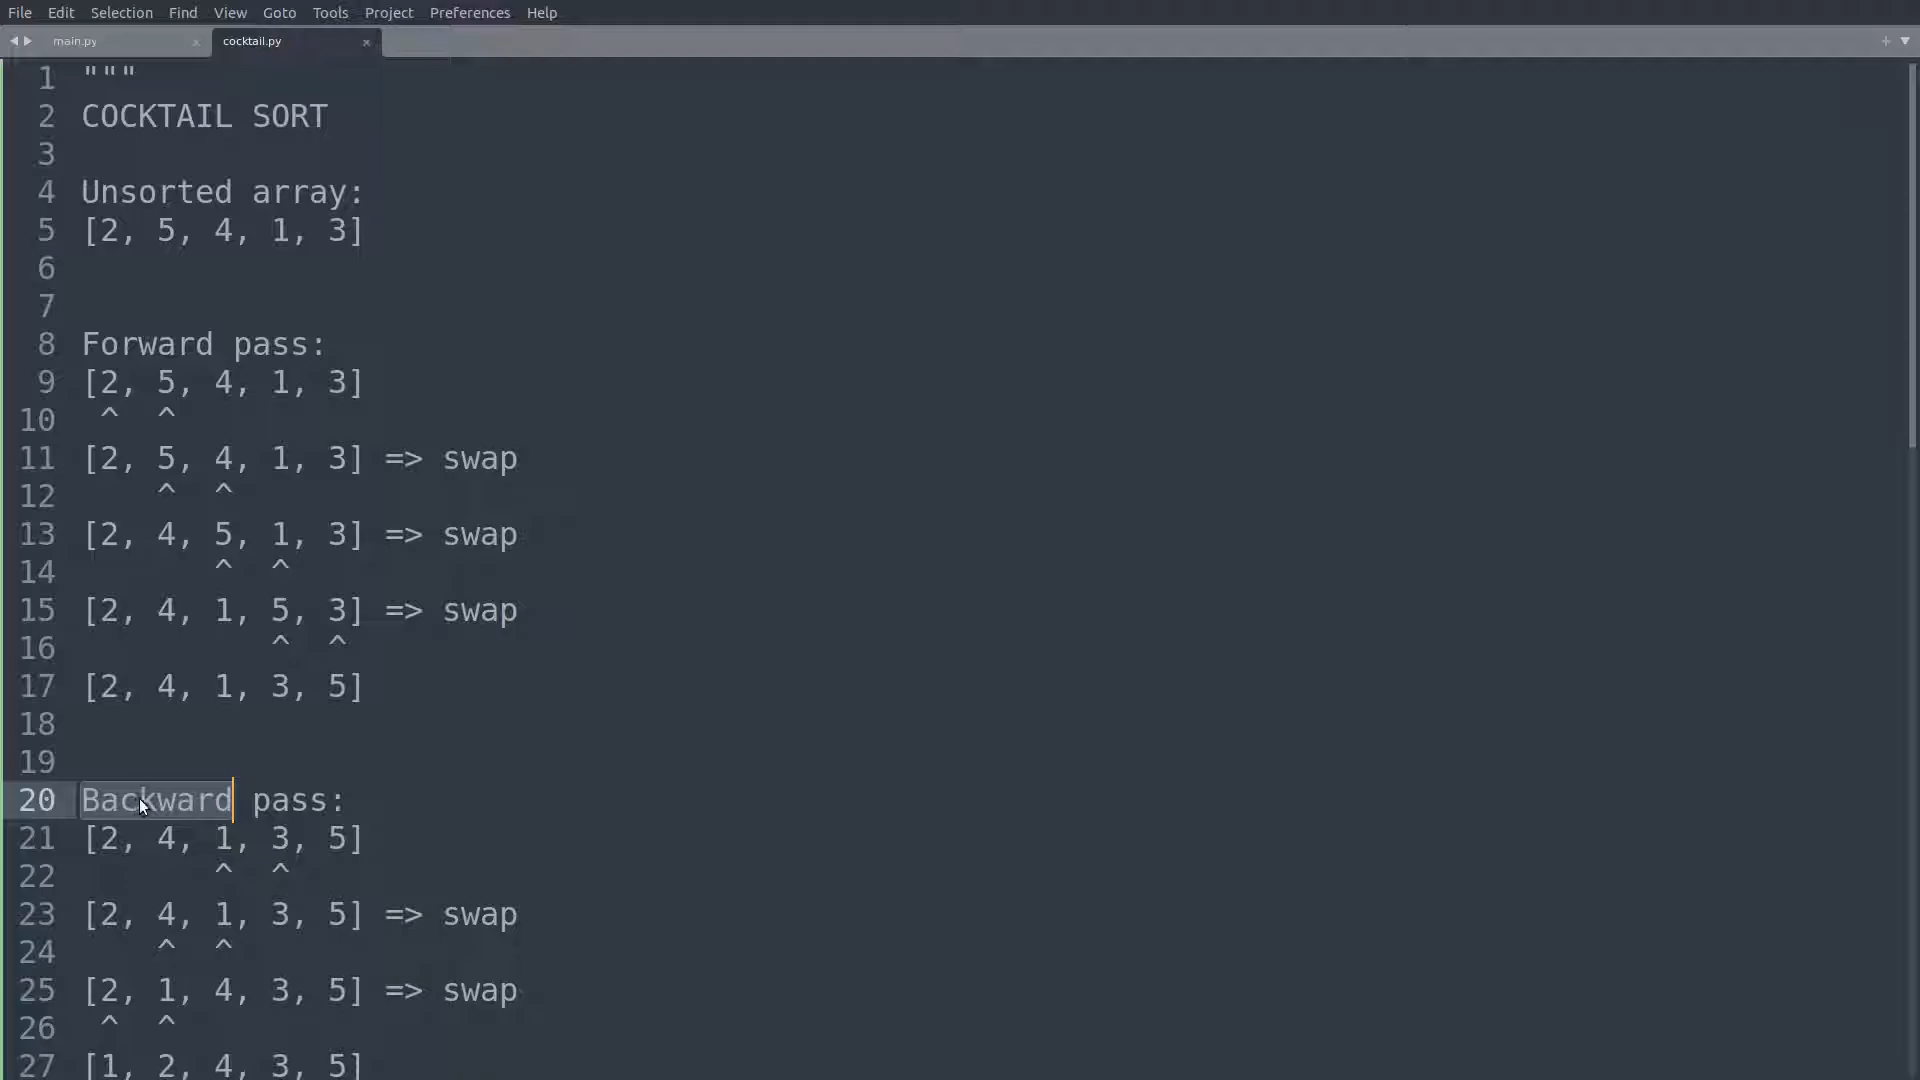 File Edit Selection Find View Goto Tools Project Preferences Help
main.py × cocktail.py ×
1 """
2 COCKTAIL SORT
3
4 Unsorted array:
5 [2, 5, 4, 1, 3]
6
7
8 Forward pass:
9 [2, 5, 4, 1, 3]
10 ^  ^
11 [2, 5, 4, 1, 3] => swap
12     ^  ^
13 [2, 4, 5, 1, 3] => swap
14        ^  ^
15 [2, 4, 1, 5, 3] => swap
16           ^  ^
17 [2, 4, 1, 3, 5]
18
19
20 Backward pass:
21 [2, 4, 1, 3, 5]
22        ^  ^
23 [2, 4, 1, 3, 5] => swap
24     ^  ^
25 [2, 1, 4, 3, 5] => swap
26  ^  ^
27 [1, 2, 4, 3, 5]